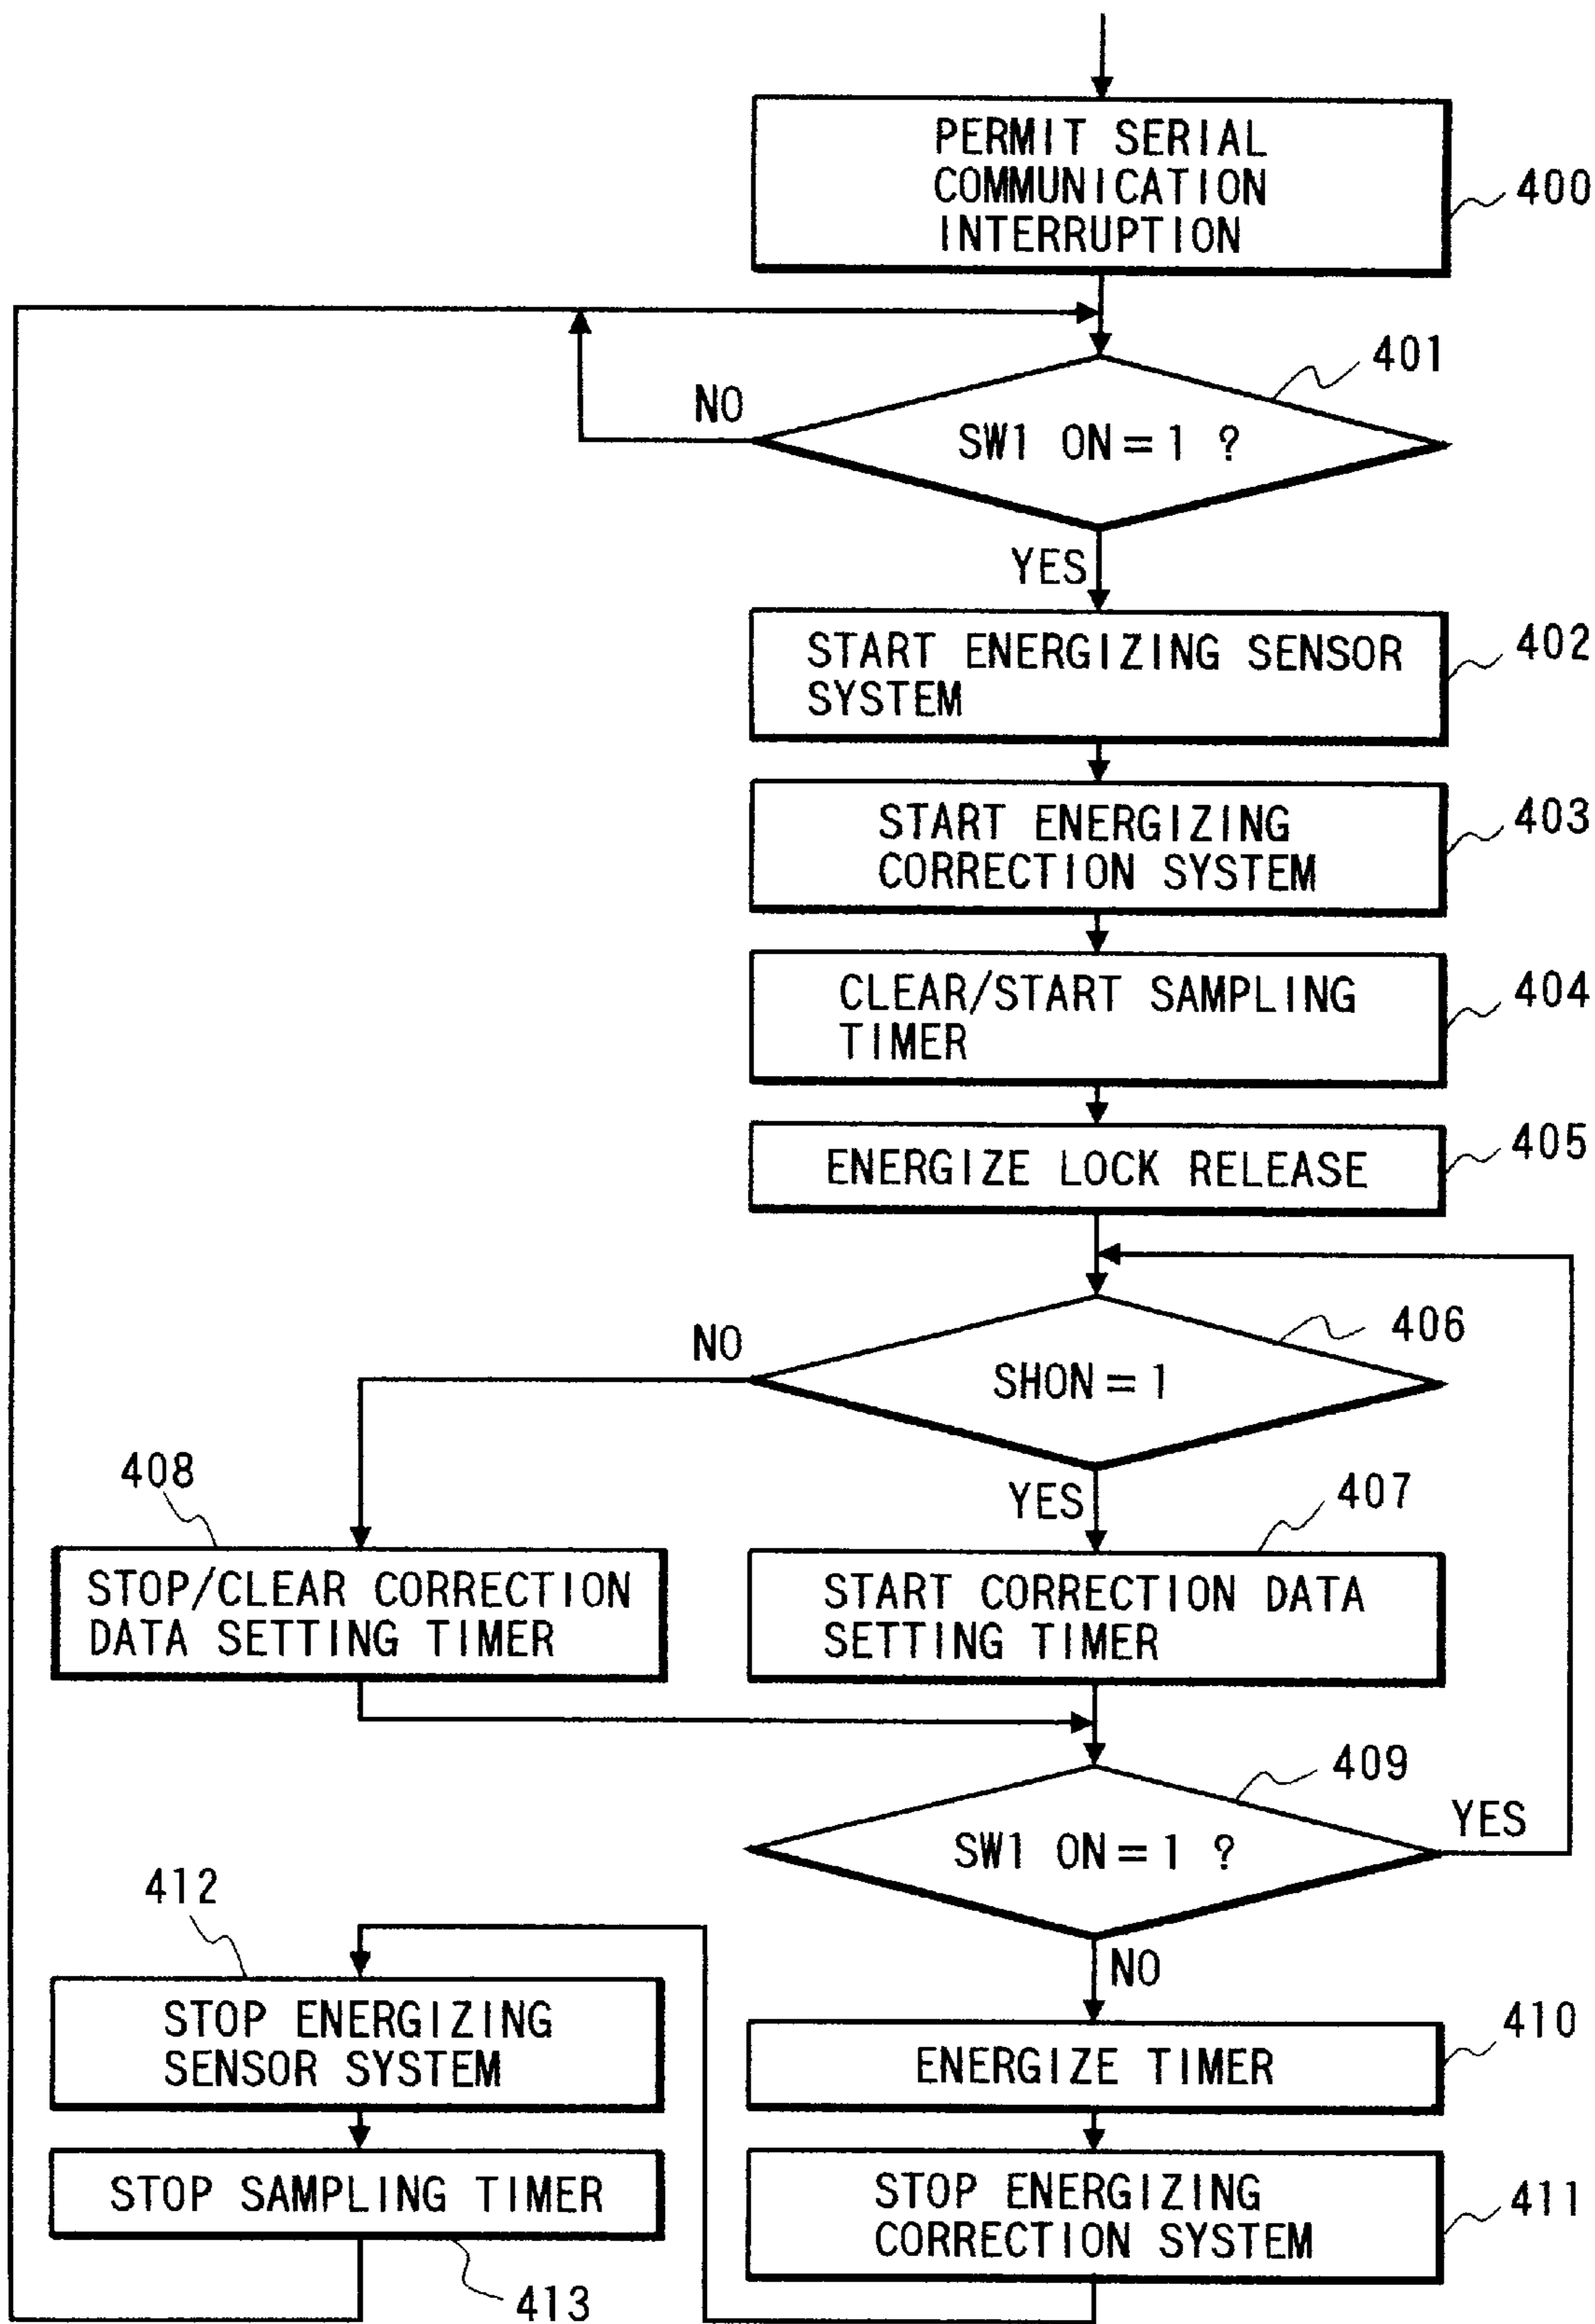 PERMIT SERIAL
COMMUNICATION
INTERRUPTION
400
401
NO
SW1 ON = 1 ?
YES
START ENERGIZING SENSOR
SYSTEM
402
START ENERGIZING
CORRECTION SYSTEM
403
CLEAR/START SAMPLING
TIMER
404
ENERGIZE LOCK RELEASE
405
406
NO
SHON = 1
YES
408
407
STOP/CLEAR CORRECTION
DATA SETTING TIMER
START CORRECTION DATA
SETTING TIMER
409
SW1 ON = 1 ?
YES
NO
412
STOP ENERGIZING
SENSOR SYSTEM
ENERGIZE TIMER
410
STOP SAMPLING TIMER
413
STOP ENERGIZING
CORRECTION SYSTEM
411